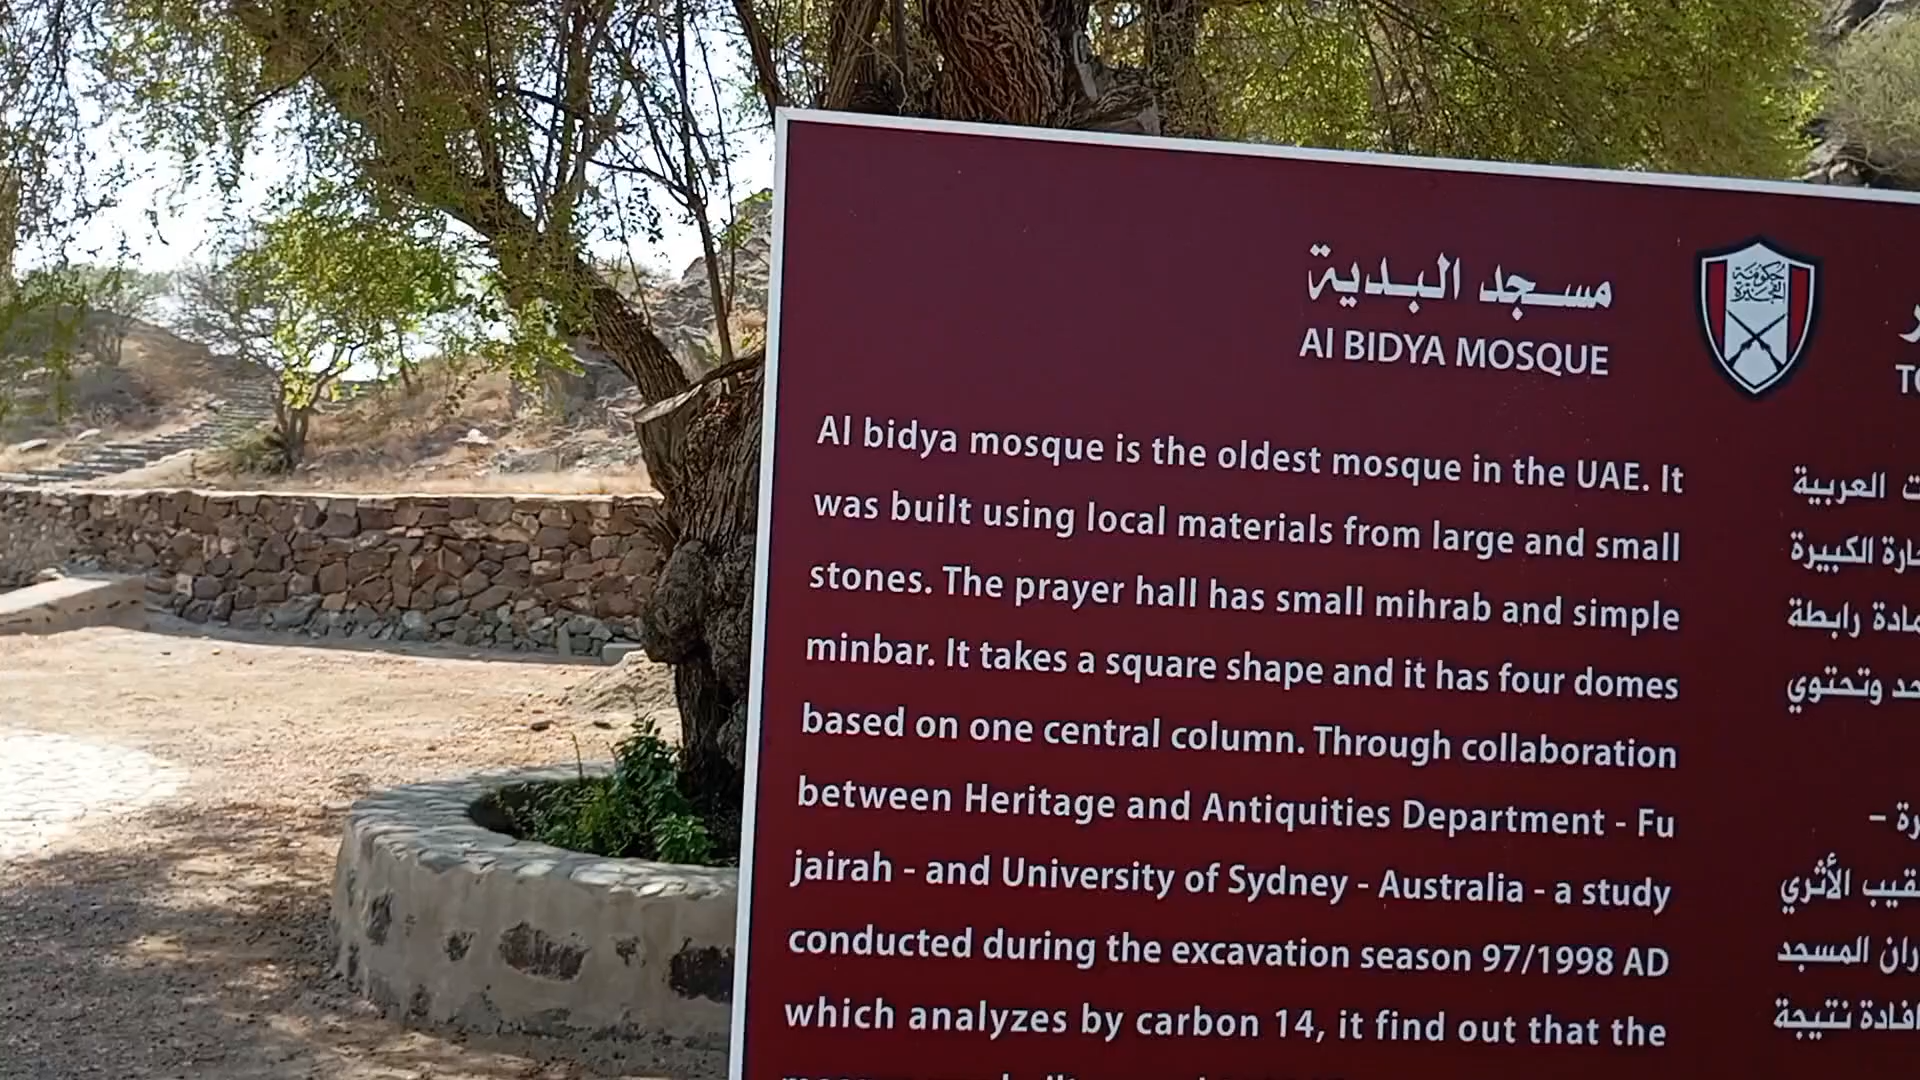 مسجد البدية
Al BIDYA MOSQUE
حكومة
الفجيرة
Al bidya mosque is the oldest mosque in the UAE. It
was built using local materials from large and small
stones. The prayer hall has small mihrab and simple
minbar. It takes a square shape and it has four domes
based on one central column. Through collaboration
between Heritage and Antiquities Department - Fu
jairah - and University of Sydney - Australia - a study
conducted during the excavation season 97/1998 AD
which analyzes by carbon 14, it find out that the
العربية
الكبيرة
رابطة
وتحتوي
الأثري
المسجد
نتيجة